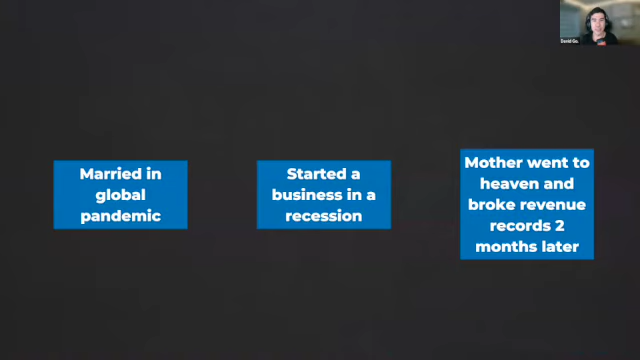 Married in
global
pandemic
Started a
business in a
recession
Mother went to
heaven and
broke revenue
records 2
months later